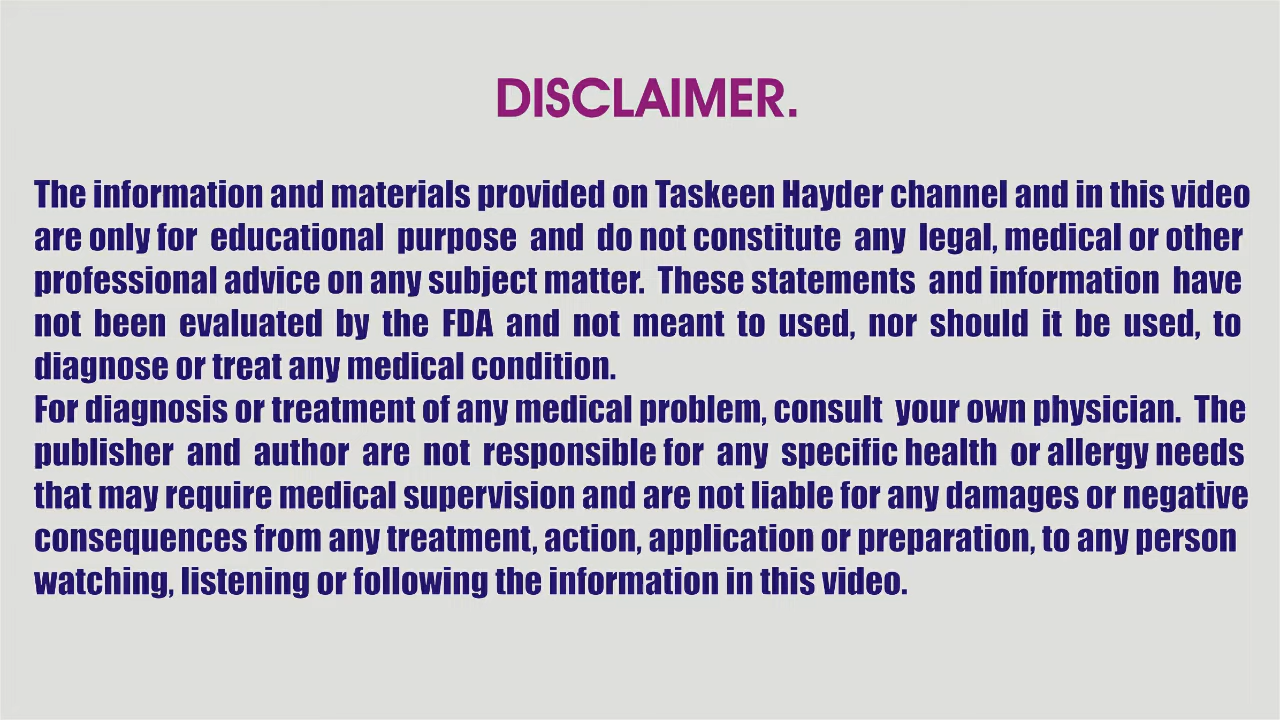 DISCLAIMER.
The information and materials provided on Taskeen Hayder channel and in this video
are only for educational purpose and do not constitute any legal, medical or other
professional advice on any subject matter. These statements and information have
not been evaluated by the FDA and not meant to used, nor should it be used, to
diagnose or treat any medical condition.
For diagnosis or treatment of any medical problem, consult your own physician. The
publisher and author are not responsible for any specific health or allergy needs
that may require medical supervision and are not liable for any damages or negative
consequences from any treatment, action, application or preparation, to any person
watching, listening or following the information in this video.